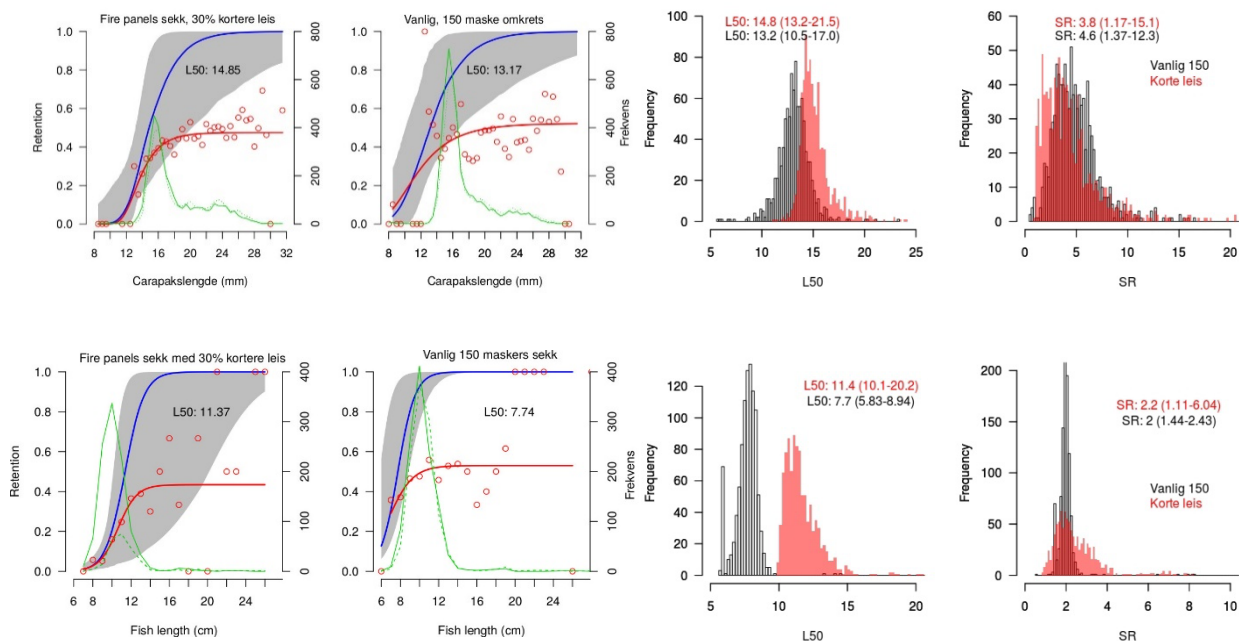 Fire panels sekk, 30% kortere leis
1.0
0.8
0.6
0.4
0.2
0.0
Retention
L50: 14.85
800
600
400
200
0
8 12 16 20 24 28 32
Carapakslengde (mm)
Vanlig, 150 maske omkrets
1.0
0.8
0.6
0.4
0.2
0.0
L50: 13.17
800
600
400
200
0
Frekvens
8 12 16 20 24 28 32
Carapakslengde (mm)
L50: 14.8 (13.2-21.5)
L50: 13.2 (10.5-17.0)
100
80
60
40
20
0
Frequency
5 10 15 20 25
L50
SR: 3.8 (1.17-15.1)
SR: 4.6 (1.37-12.3)
Vanlig 150
Korte leis
60
50
40
30
20
10
0
Frequency
0 5 10 15 20
SR
Fire panels sekk med 30% kortere leis
1.0
0.8
0.6
0.4
0.2
0.0
Retention
L50: 11.37
400
300
200
100
0
6 8 12 16 20 24
Fish length (cm)
Vanlig 150 maskers sekk
1.0
0.8
0.6
0.4
0.2
0.0
L50: 7.74
400
300
200
100
0
Frekvens
6 8 12 16 20 24
Fish length (cm)
L50: 11.4 (10.1-20.2)
L50: 7.7 (5.83-8.94)
120
100
80
60
40
20
0
Frequency
5 10 15 20
L50
SR: 2.2 (1.11-6.04)
SR: 2 (1.44-2.43)
Vanlig 150
Korte leis
200
150
100
50
0
Frequency
0 2 4 6 8 10
SR